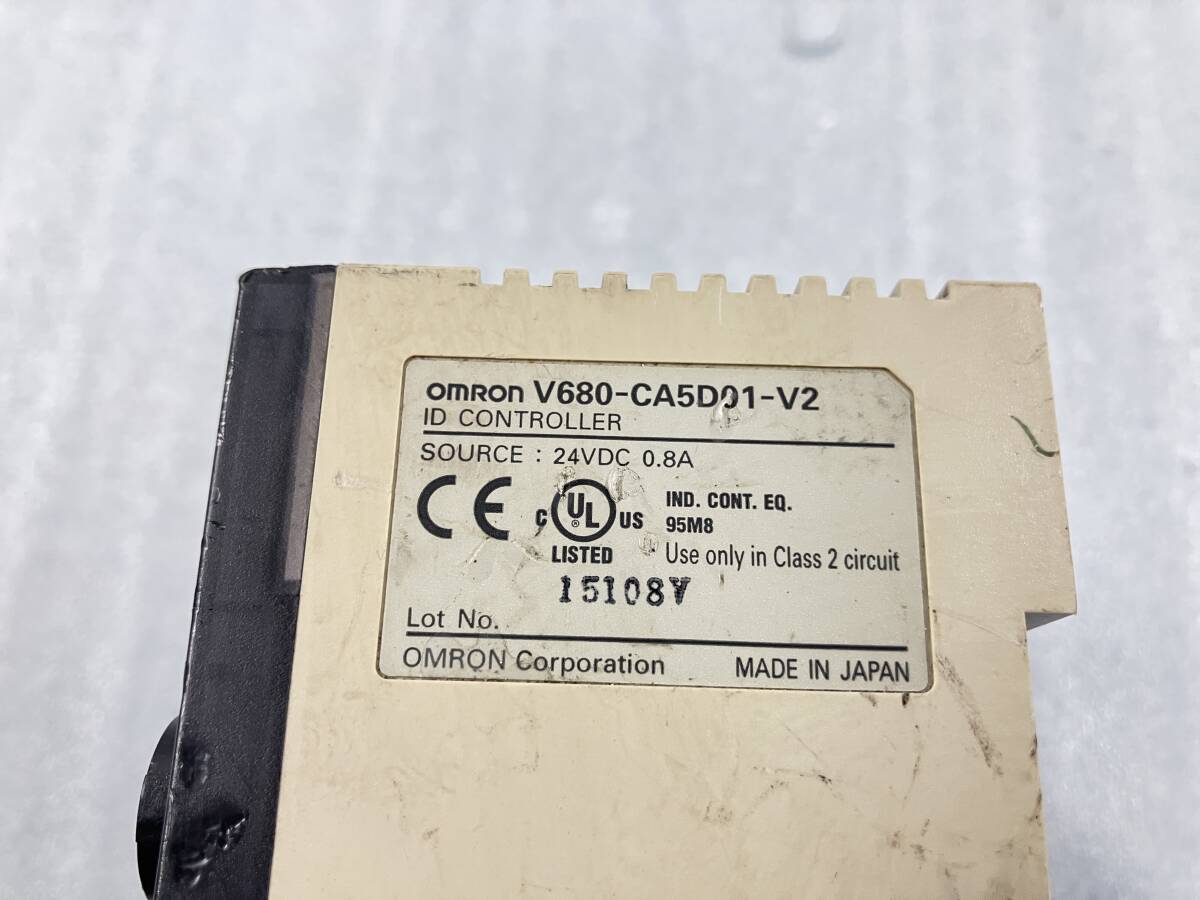 omron V680-CA5D01-V2
ID CONTROLLER
SOURCE : 24VDC 0.8A
CE C UL ® US IND. CONT. EQ.
95M8
LISTED Use only in Class 2 circuit
15108V
Lot No.
OMRON Corporation MADE IN JAPAN